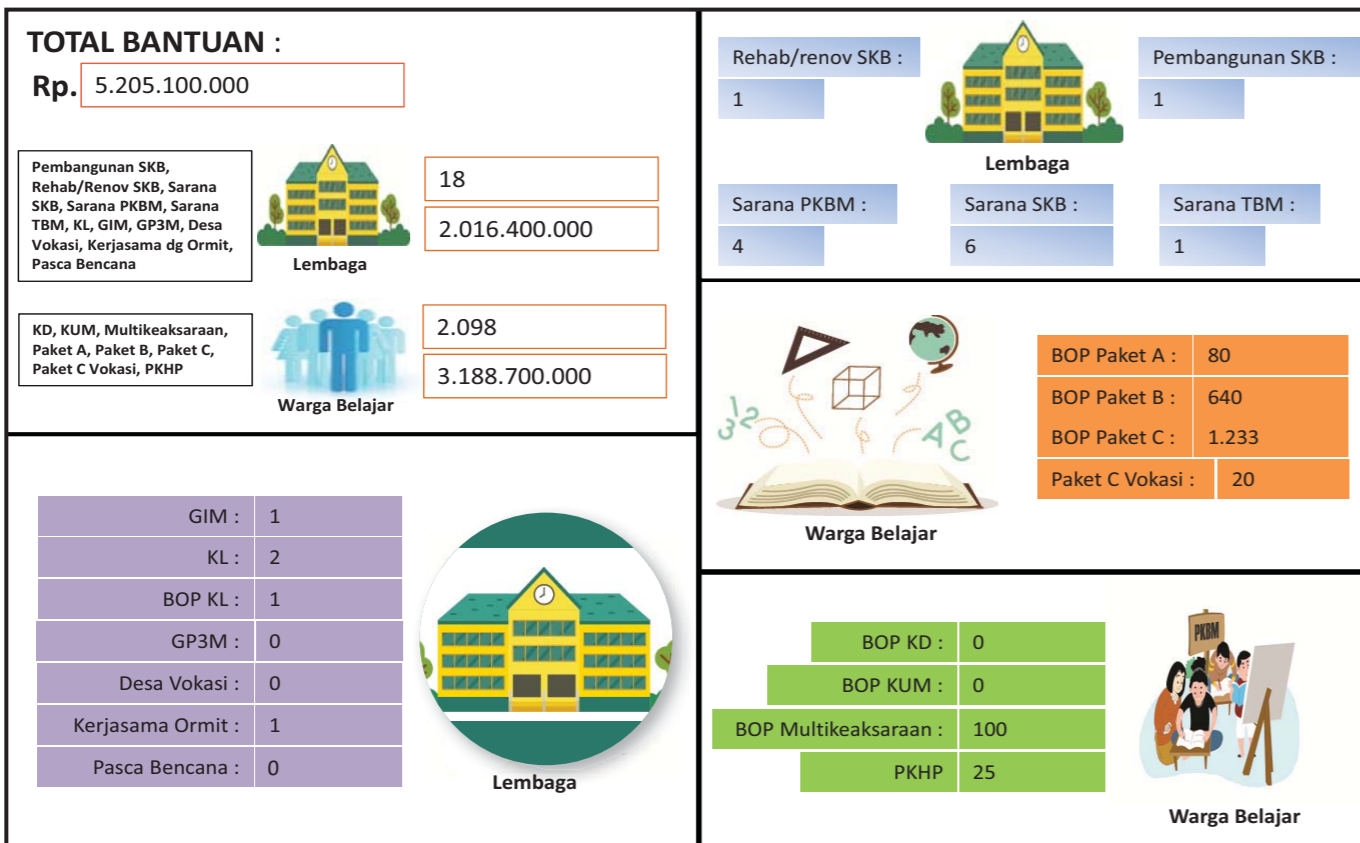 TOTAL BANTUAN :
Rp. 5.205.100.000
Pembangunan SKB,
Rehab/Renov SKB, Sarana
SKB, Sarana PKBM, Sarana
TBM, KL, GIM, GP3M, Desa
Vokasi, Kerjasama dg Ormit,
Pasca Bencana
Lembaga
18
2.016.400.000
KD, KUM, Multikeaksaraan,
Paket A, Paket B, Paket C,
Paket C Vokasi, PKHP
Warga Belajar
2.098
3.188.700.000
Rehab/renov SKB :
1
Pembangunan SKB :
1
Lembaga
Sarana PKBM :
4
Sarana SKB :
6
Sarana TBM :
1
1 2 3
A B C
Warga Belajar
BOP Paket A : 80
BOP Paket B : 640
BOP Paket C : 1.233
Paket C Vokasi : 20
GIM : 1
KL : 2
BOP KL : 1
GP3M : 0
Desa Vokasi : 0
Kerjasama Ormit : 1
Pasca Bencana : 0
Lembaga
BOP KD : 0
BOP KUM : 0
BOP Multikeaksaraan : 100
PKHP 25
PKBM
Warga Belajar